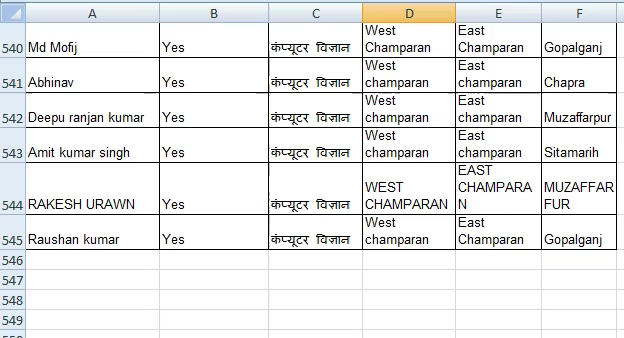 A B C D E F
540 Md Mofij Yes कंप्यूटर विज्ञान West Champaran East Champaran Gopalganj
541 Abhinav Yes कंप्यूटर विज्ञान West champaran East champaran Chapra
542 Deepu ranjan kumar Yes कंप्यूटर विज्ञान West champaran East champaran Muzaffarpur
543 Amit kumar singh Yes कंप्यूटर विज्ञान West champaran East champaran Sitamarih
544 RAKESH URAWN Yes कंप्यूटर विज्ञान WEST CHAMPARAN EAST CHAMPARAN MUZAFFARFUR
545 Raushan kumar Yes कंप्यूटर विज्ञान West champaran East Champaran Gopalganj
546
547
548
549